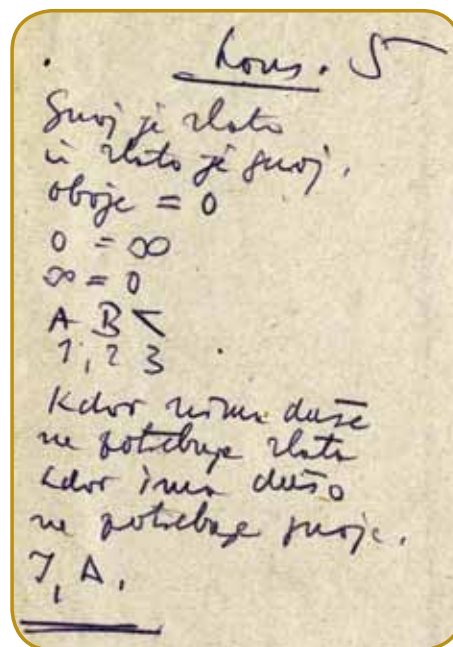 Kons. 5
Gnoj je zlato
in zlato je gnoj.
oboje = 0
0 = ∞
∞ = 0
A B <
1, 2 3
Kdor nima duše
ne potrebuje zlata
kdor ima dušo
ne potrebuje gnoja.
I, A.